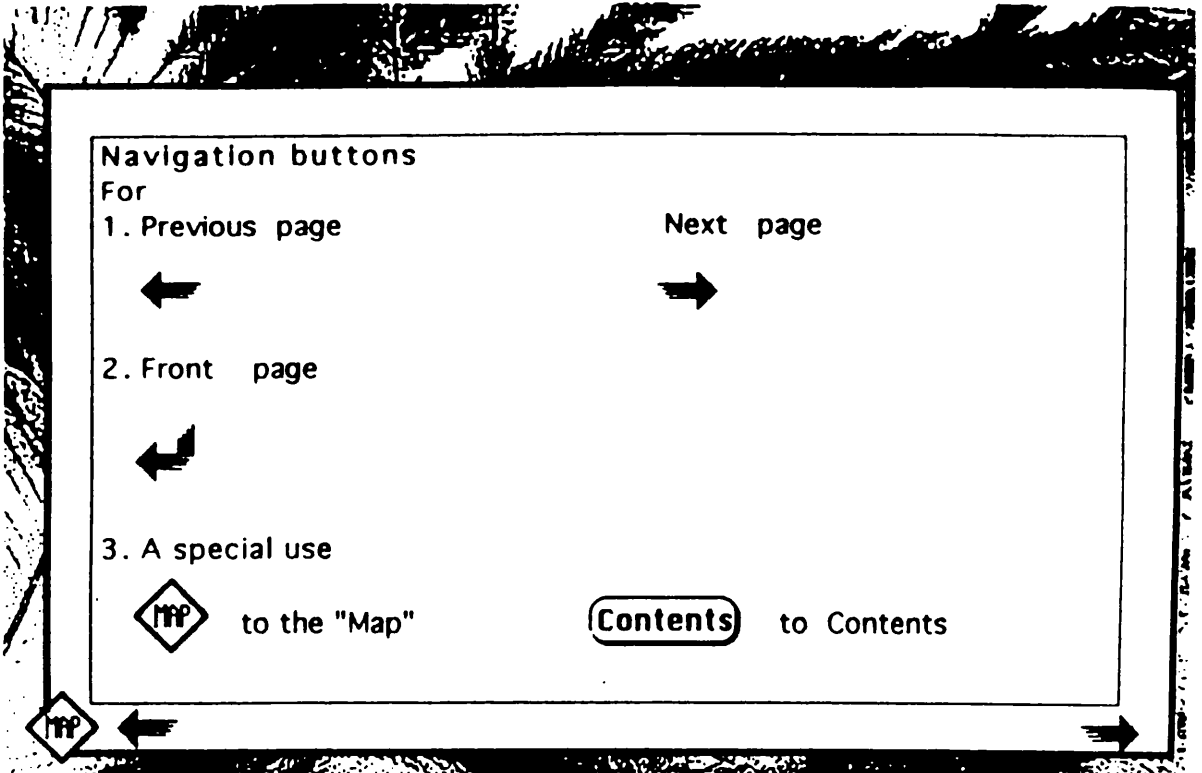 Navigation buttons
For
1. Previous page Next page
2. Front page
3. A special use
MAP to the "Map" Contents to Contents
MAP